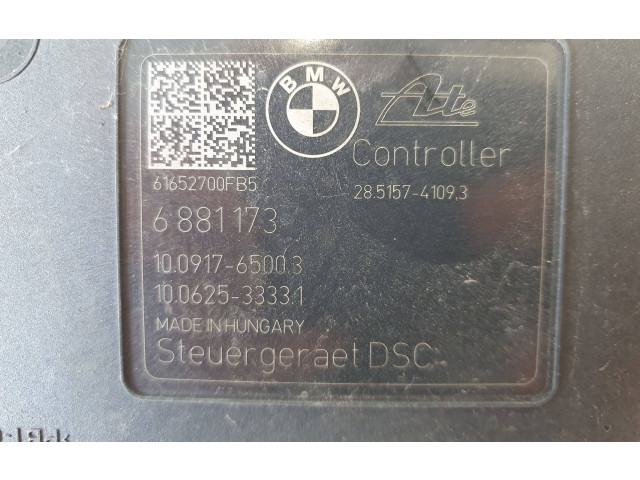 BMW
Ate
Controller
61652700FB5
28.5157-4109.3
6 881 173
10.0917-6500.3
10.0625-3333.1
MADE IN HUNGARY
Steuergeraet DSC